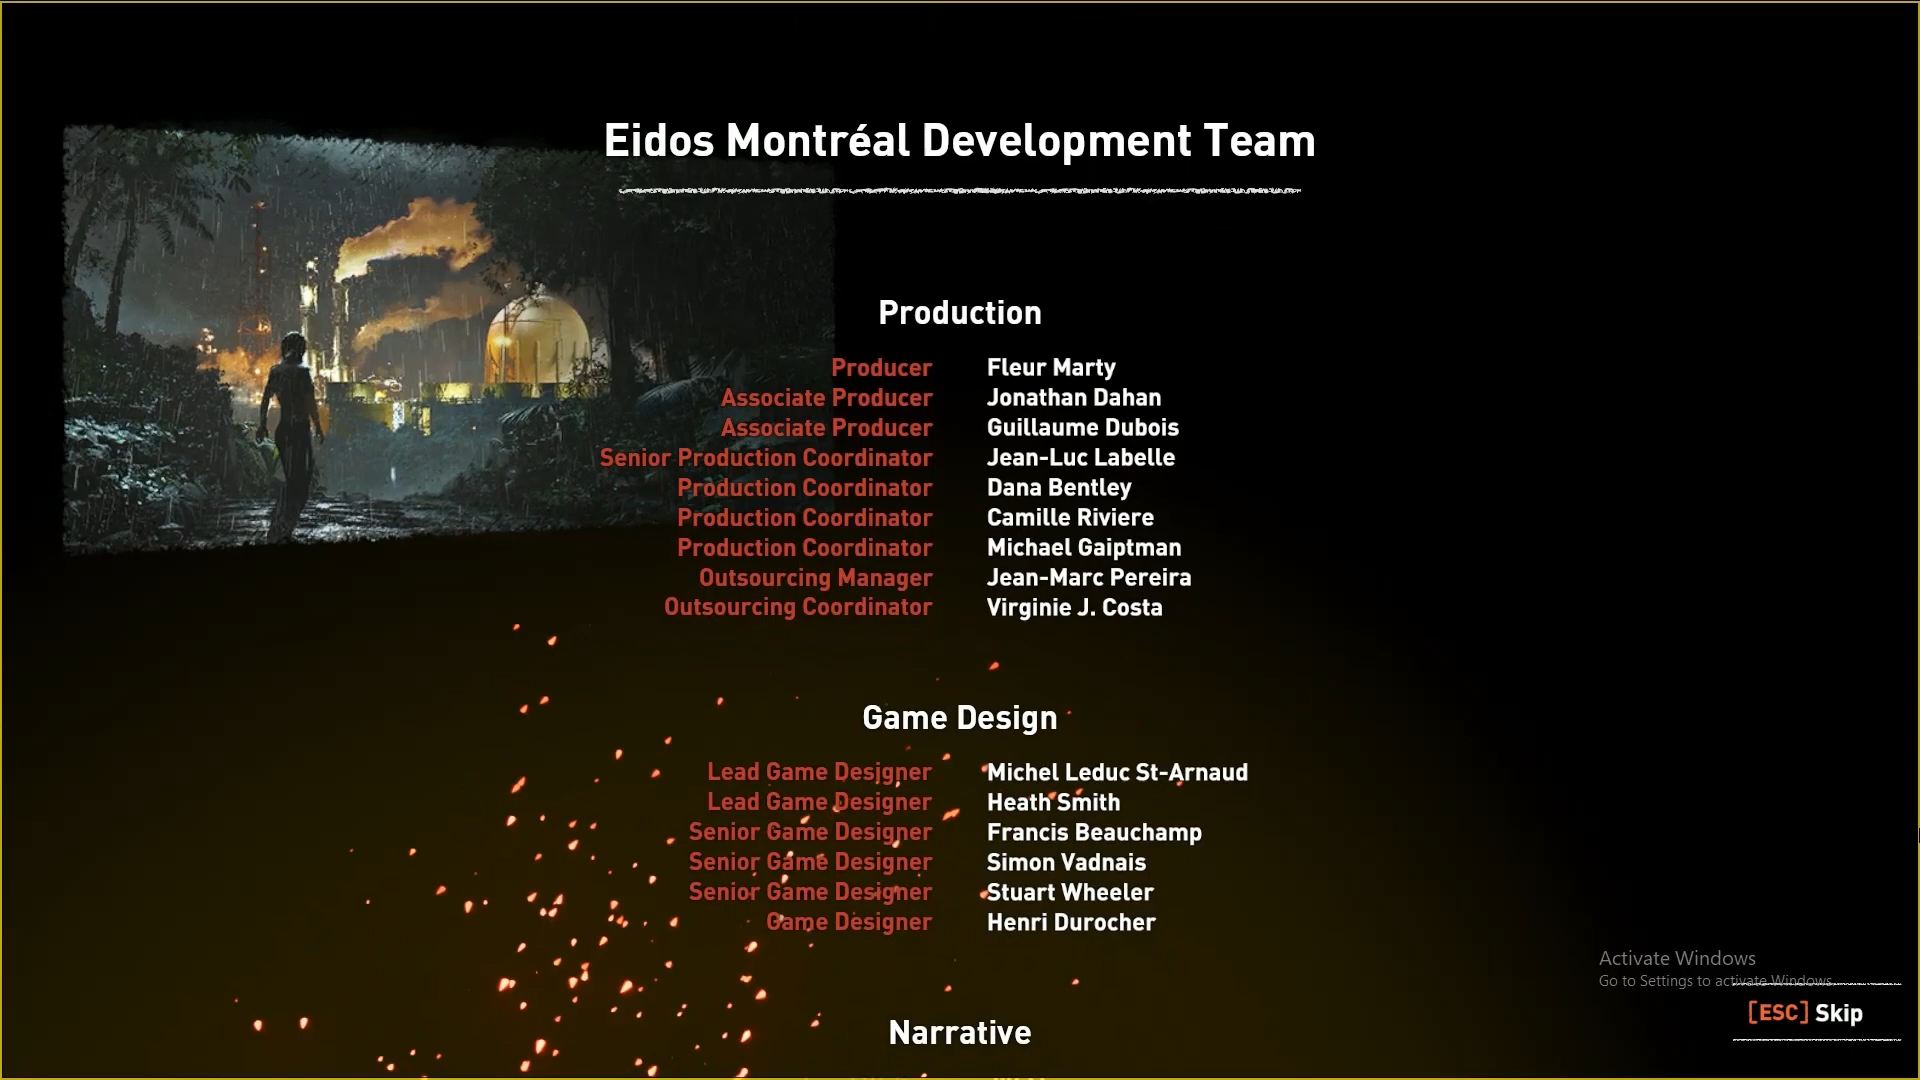 Eidos Montréal Development Team
Production
Producer Fleur Marty
Associate Producer Jonathan Dahan
Associate Producer Guillaume Dubois
Senior Production Coordinator Jean-Luc Labelle
Production Coordinator Dana Bentley
Production Coordinator Camille Riviere
Production Coordinator Michael Gaiptman
Outsourcing Manager Jean-Marc Pereira
Outsourcing Coordinator Virginie J. Costa
Game Design
Lead Game Designer Michel Leduc St-Arnaud
Lead Game Designer Heath Smith
Senior Game Designer Francis Beauchamp
Senior Game Designer Simon Vadnais
Senior Game Designer Stuart Wheeler
Game Designer Henri Durocher
Activate Windows
Go to Settings to activate Windows.
[ESC] Skip
Narrative